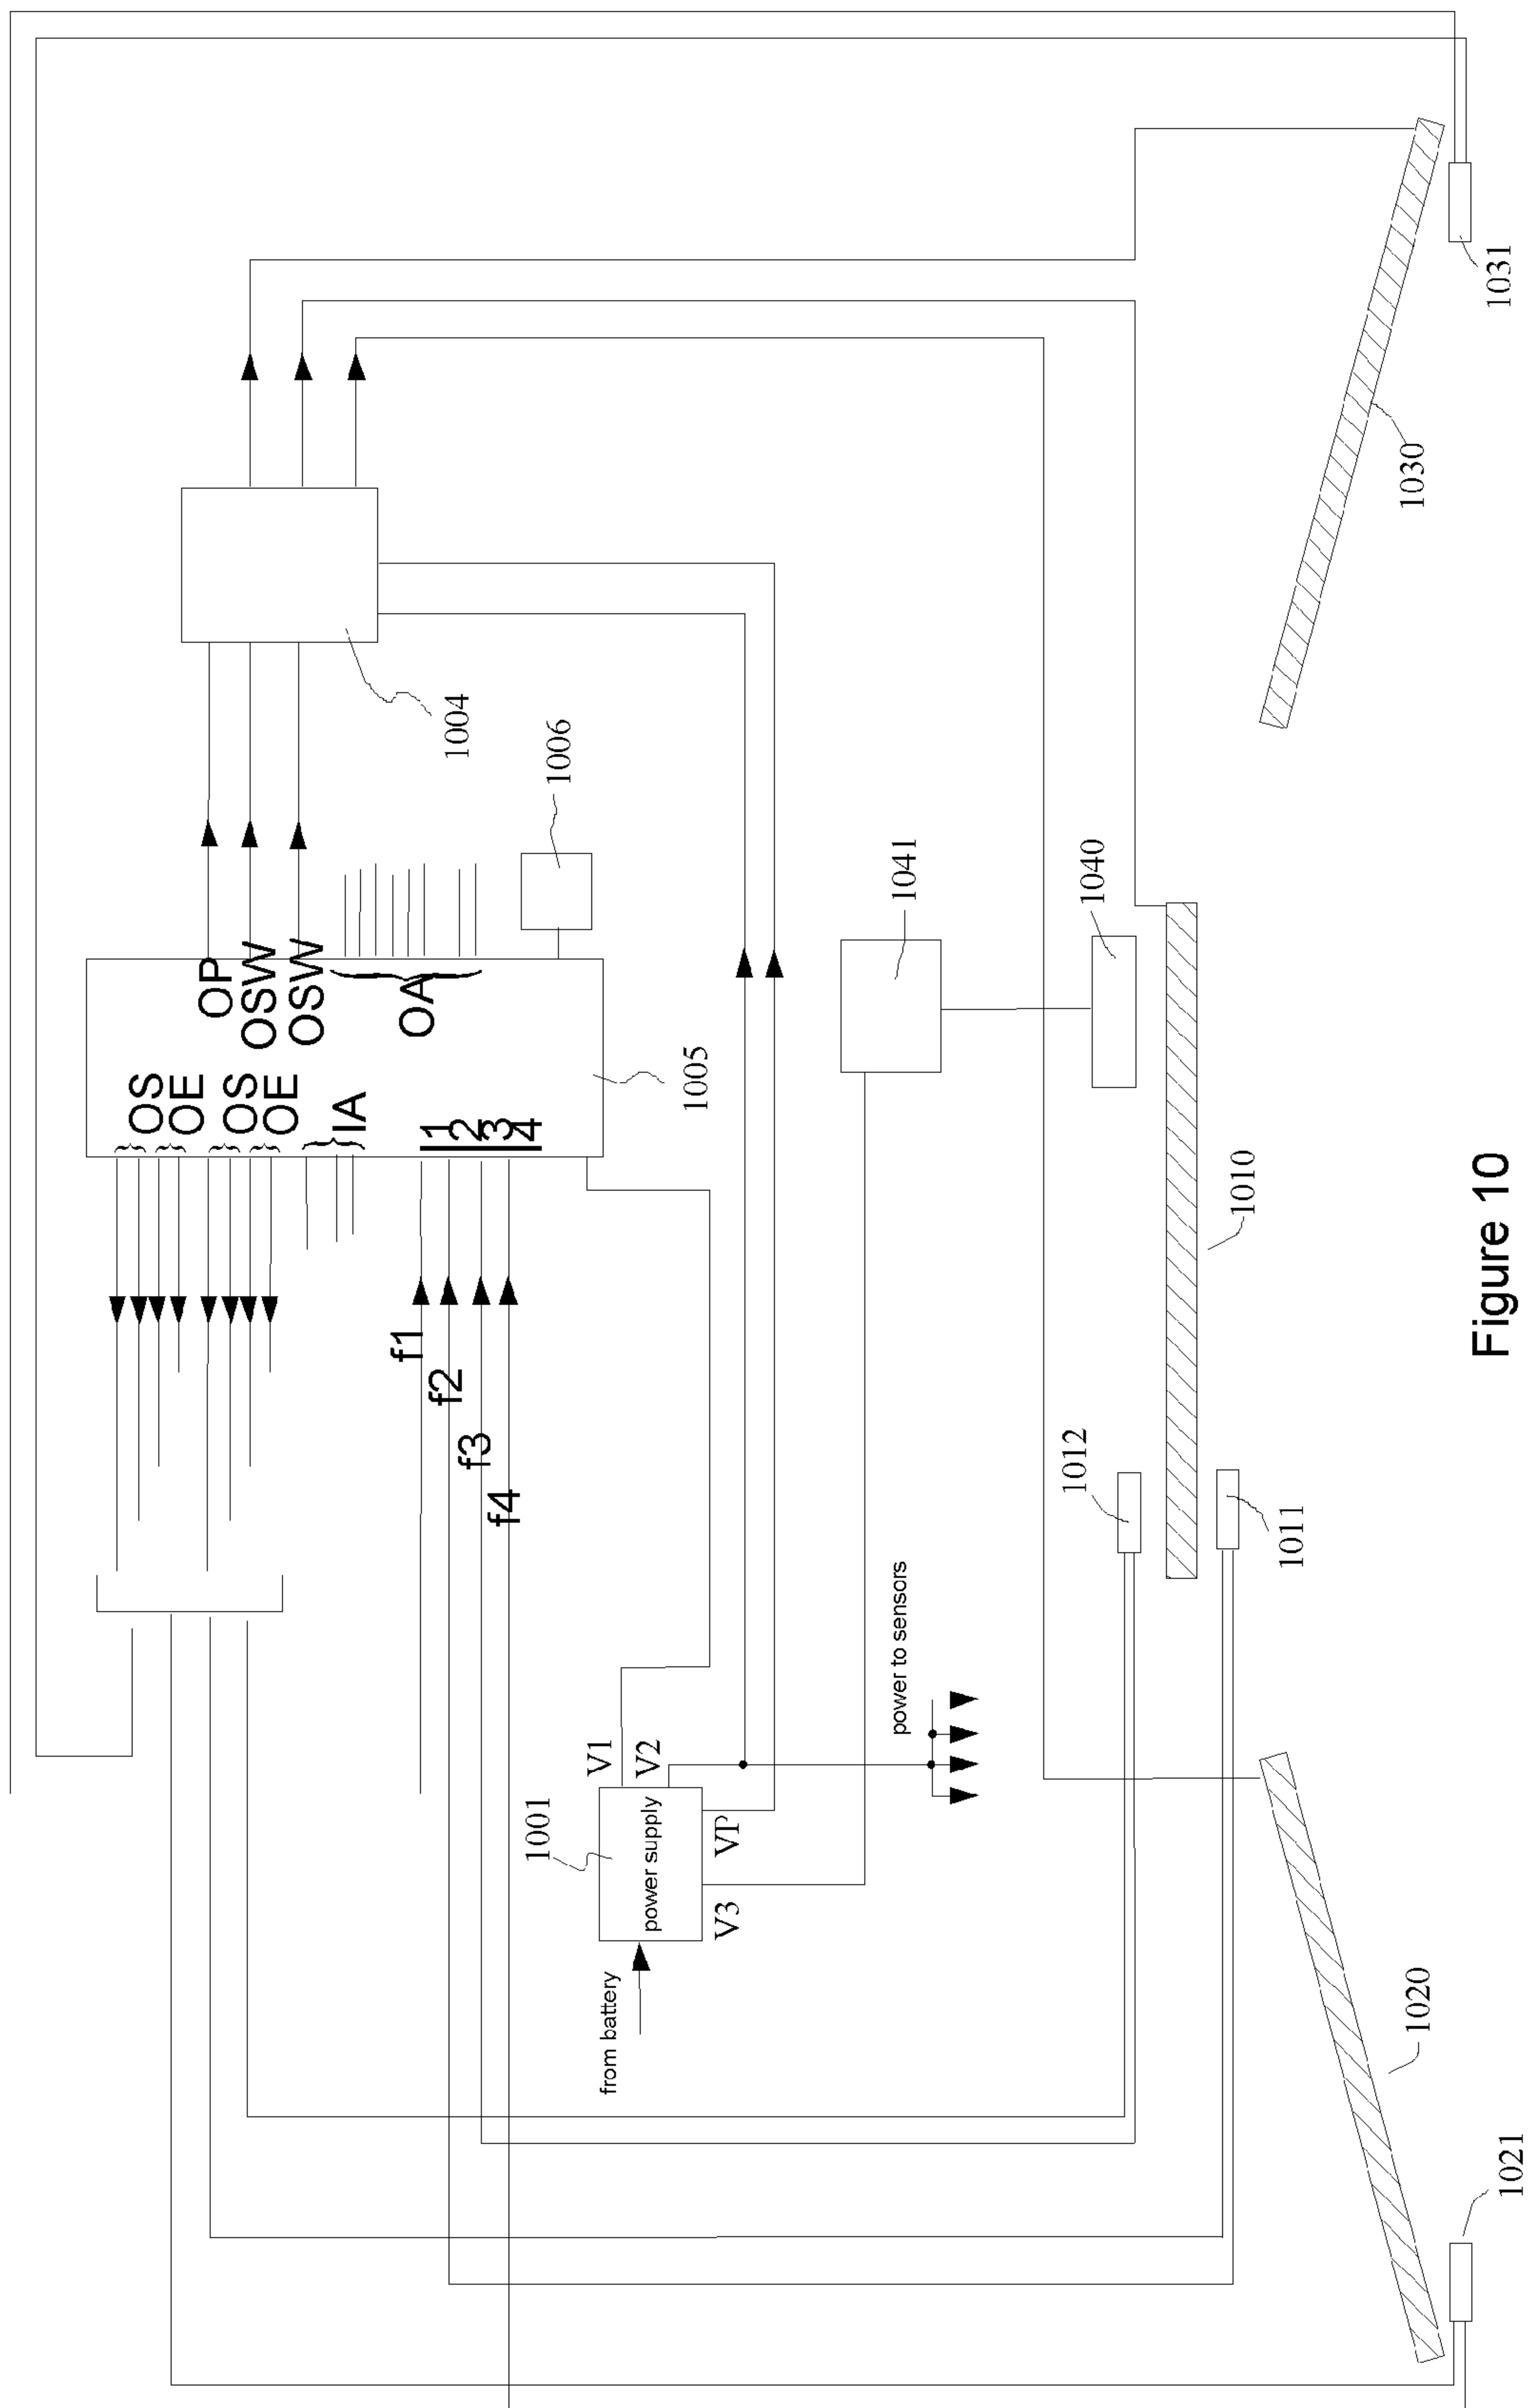 OS
OE
OS
OE
IA
I1
I2
I3
I4
OP
OSW
OSW
OA
f1
f2
f3
f4
1004
1006
1005
1041
1040
1001
power supply
V1
V2
VP
V3
from battery
power to sensors
1012
1011
1010
1020
1021
1030
1031
Figure 10